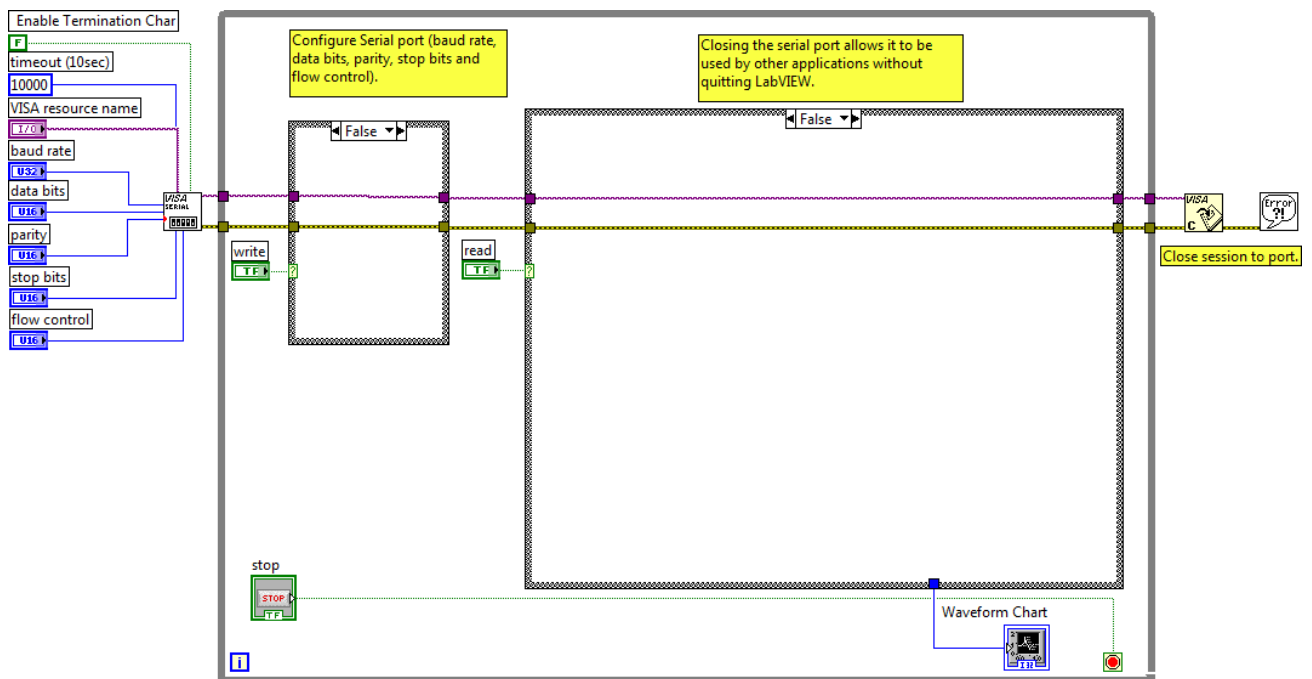 Enable Termination Char
F
timeout (10sec)
10000
VISA resource name
I/O
baud rate
U32
data bits
U16
parity
U16
stop bits
U16
flow control
U16
VISA
SERIAL
Configure Serial port (baud rate,
data bits, parity, stop bits and
flow control).
False
write
TF
?
Closing the serial port allows it to be
used by other applications without
quitting LabVIEW.
False
read
TF
?
VISA
C
Error
?!
Close session to port.
stop
STOP
TF
Waveform Chart
I32
i